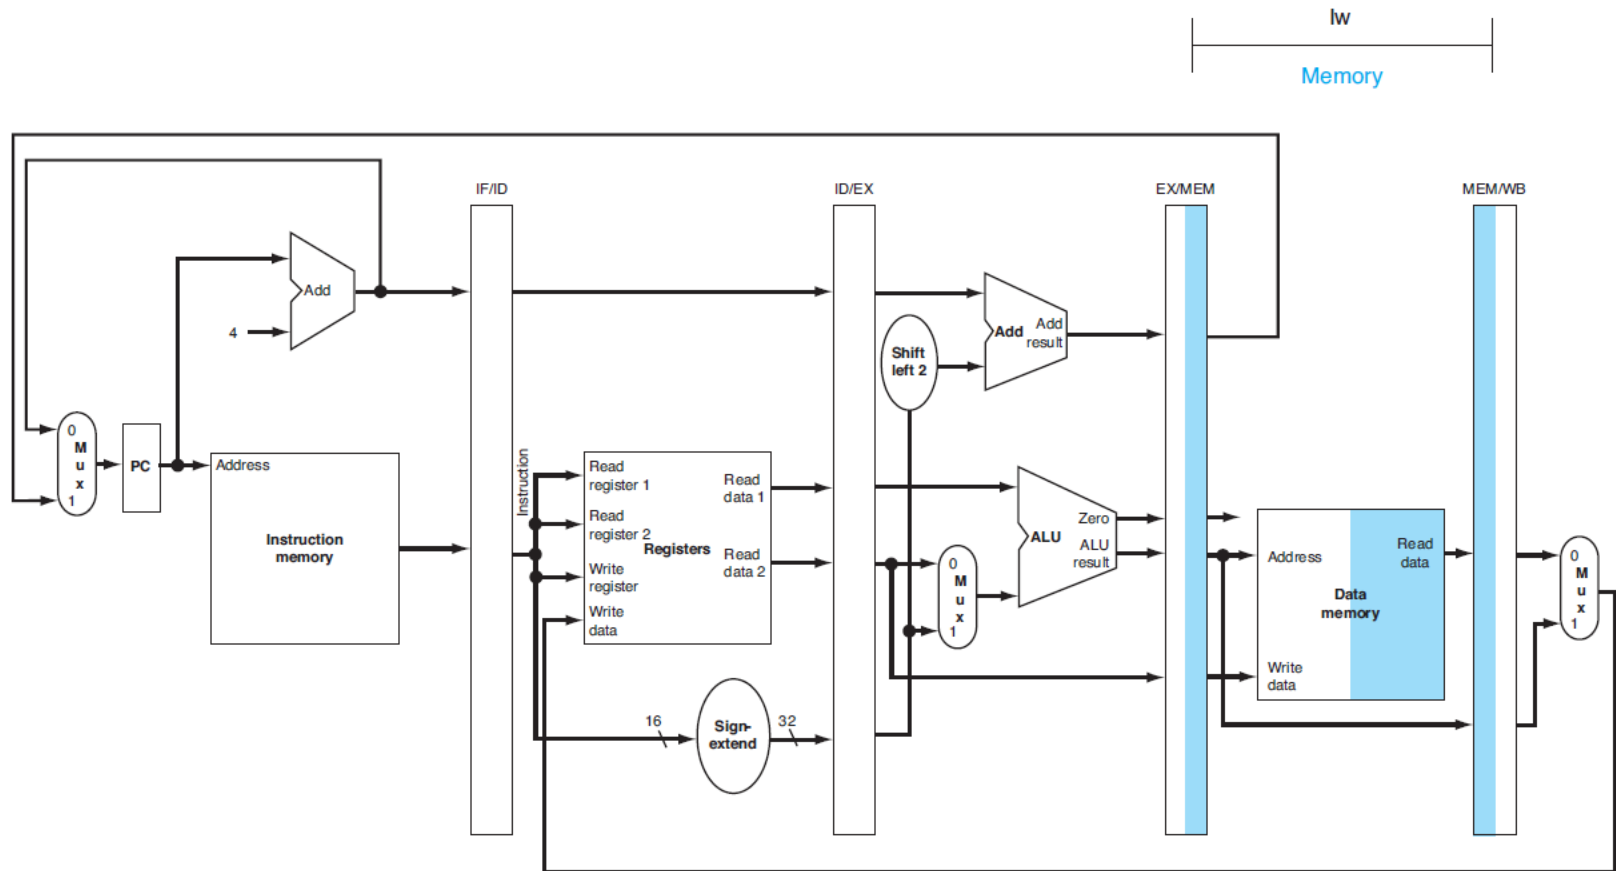 lw
Memory
IF/ID
ID/EX
EX/MEM
MEM/WB
Add
4
Shift
left 2
Add
Add
result
0
M
u
x
1
PC
Address
Instruction
memory
Instruction
Read
register 1
Read
register 2
Write
register
Write
data
Registers
Read
data 1
Read
data 2
16
Sign-
extend
32
0
M
u
x
1
Zero
ALU
ALU
result
Address
Read
data
Data
memory
Write
data
0
M
u
x
1